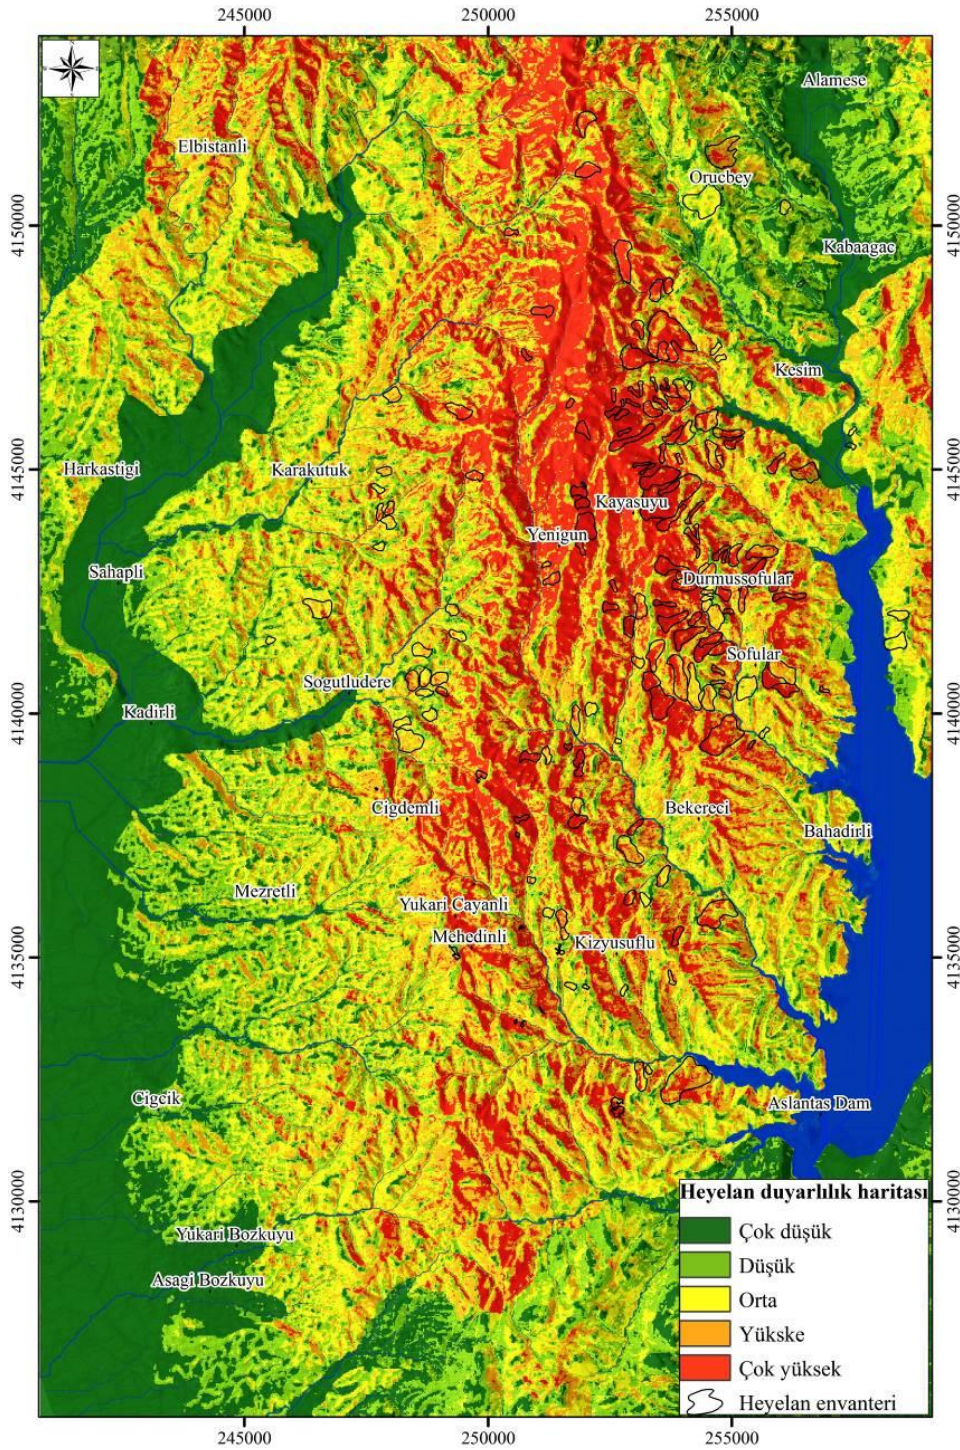 245000
250000
255000
Alamese
Elbistanli
Orucbey
4150000
4150000
Kabaagac
Kesim
Harkastigi
Karakutuk
4145000
4145000
Kayasuyu
Yenigun
Sahapli
Durmussofular
Sofular
Sogutludere
Kadirli
4140000
4140000
Cigdemli
Bekereci
Bahadirli
Mezretli
Yukari Cayanli
Mehedinli
Kizyusuflu
4135000
4135000
Cigcik
Aslantas Dam
4130000
4130000
Yukari Bozkuyu
Asagi Bozkuyu
Heyelan duyarlılık haritası
Çok düşük
Düşük
Orta
Yükske
Çok yüksek
Heyelan envanteri
245000
250000
255000